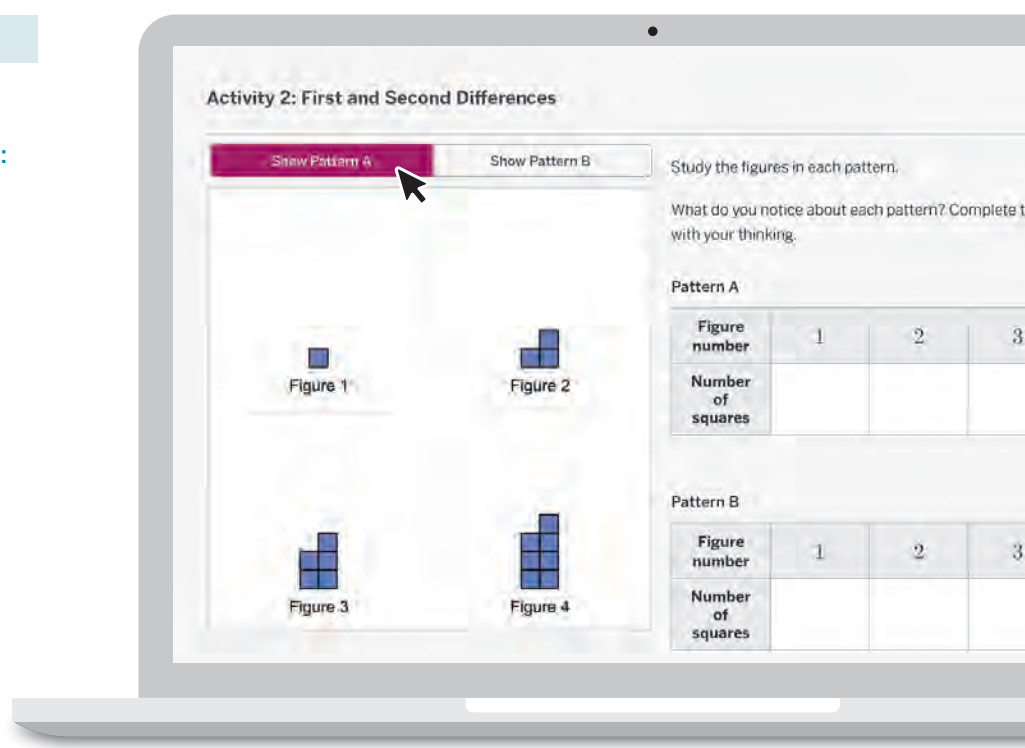 :
Activity 2: First and Second Differences
Show Pattern A
Show Pattern B
Figure 1
Figure 2
Figure 3
Figure 4
Study the figures in each pattern.
What do you notice about each pattern? Complete t
with your thinking.
Pattern A
Figure
number
1
2
3
Number
of
squares
Pattern B
Figure
number
1
2
3
Number
of
squares